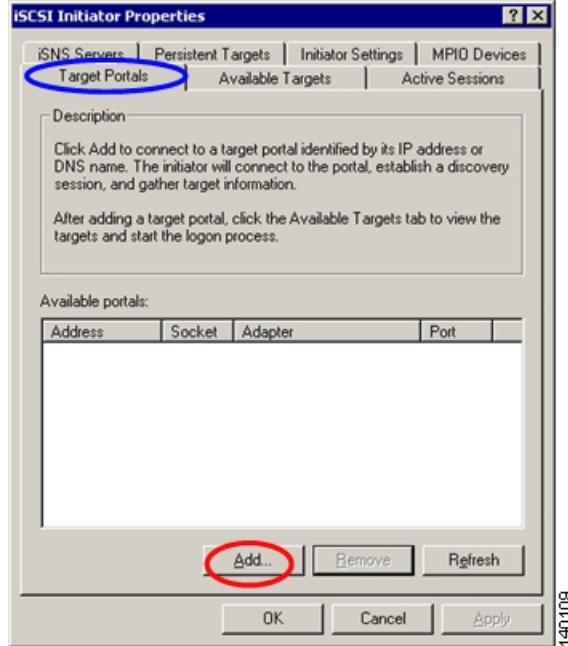 iSCSI Initiator Properties
iSNS Servers Persistent Targets Initiator Settings MPIO Devices
Target Portals Available Targets Active Sessions
Description
Click Add to connect to a target portal identified by its IP address or
DNS name. The initiator will connect to the portal, establish a discovery
session, and gather target information.
After adding a target portal, click the Available Targets tab to view the
targets and start the logon process.
Available portals:
Address Socket Adapter Port
Add... Remove Refresh
OK Cancel Apply
140109